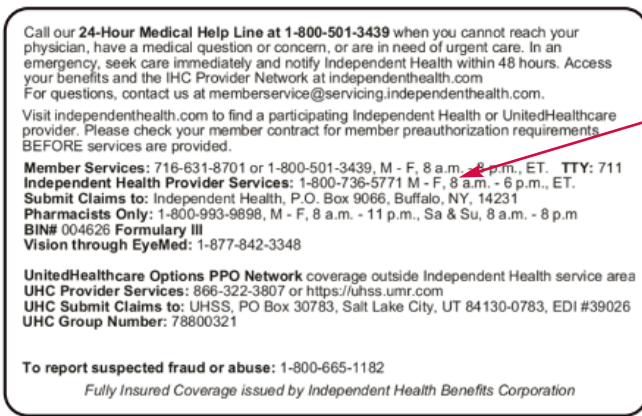 Call our 24-Hour Medical Help Line at 1-800-501-3439 when you cannot reach your
physician, have a medical question or concern, or are in need of urgent care. In an
emergency, seek care immediately and notify Independent Health within 48 hours. Access
your benefits and the IHC Provider Network at independenthealth.com
For questions, contact us at memberservice@servicing.independenthealth.com.
Visit independenthealth.com to find a participating Independent Health or UnitedHealthcare
provider. Please check your member contract for member preauthorization requirements
BEFORE services are provided.
Member Services: 716-631-8701 or 1-800-501-3439, M - F, 8 a.m. - 8 p.m., ET. TTY: 711
Independent Health Provider Services: 1-800-736-5771 M - F, 8 a.m. - 6 p.m., ET.
Submit Claims to: Independent Health, P.O. Box 9066, Buffalo, NY, 14231
Pharmacists Only: 1-800-993-9898, M - F, 8 a.m. - 11 p.m., Sa & Su, 8 a.m. - 8 p.m
BIN# 004626 Formulary III
Vision through EyeMed: 1-877-842-3348
UnitedHealthcare Options PPO Network coverage outside Independent Health service area
UHC Provider Services: 866-322-3807 or https://uhss.umr.com
UHC Submit Claims to: UHSS, PO Box 30783, Salt Lake City, UT 84130-0783, EDI #39026
UHC Group Number: 78800321
To report suspected fraud or abuse: 1-800-665-1182
Fully Insured Coverage issued by Independent Health Benefits Corporation